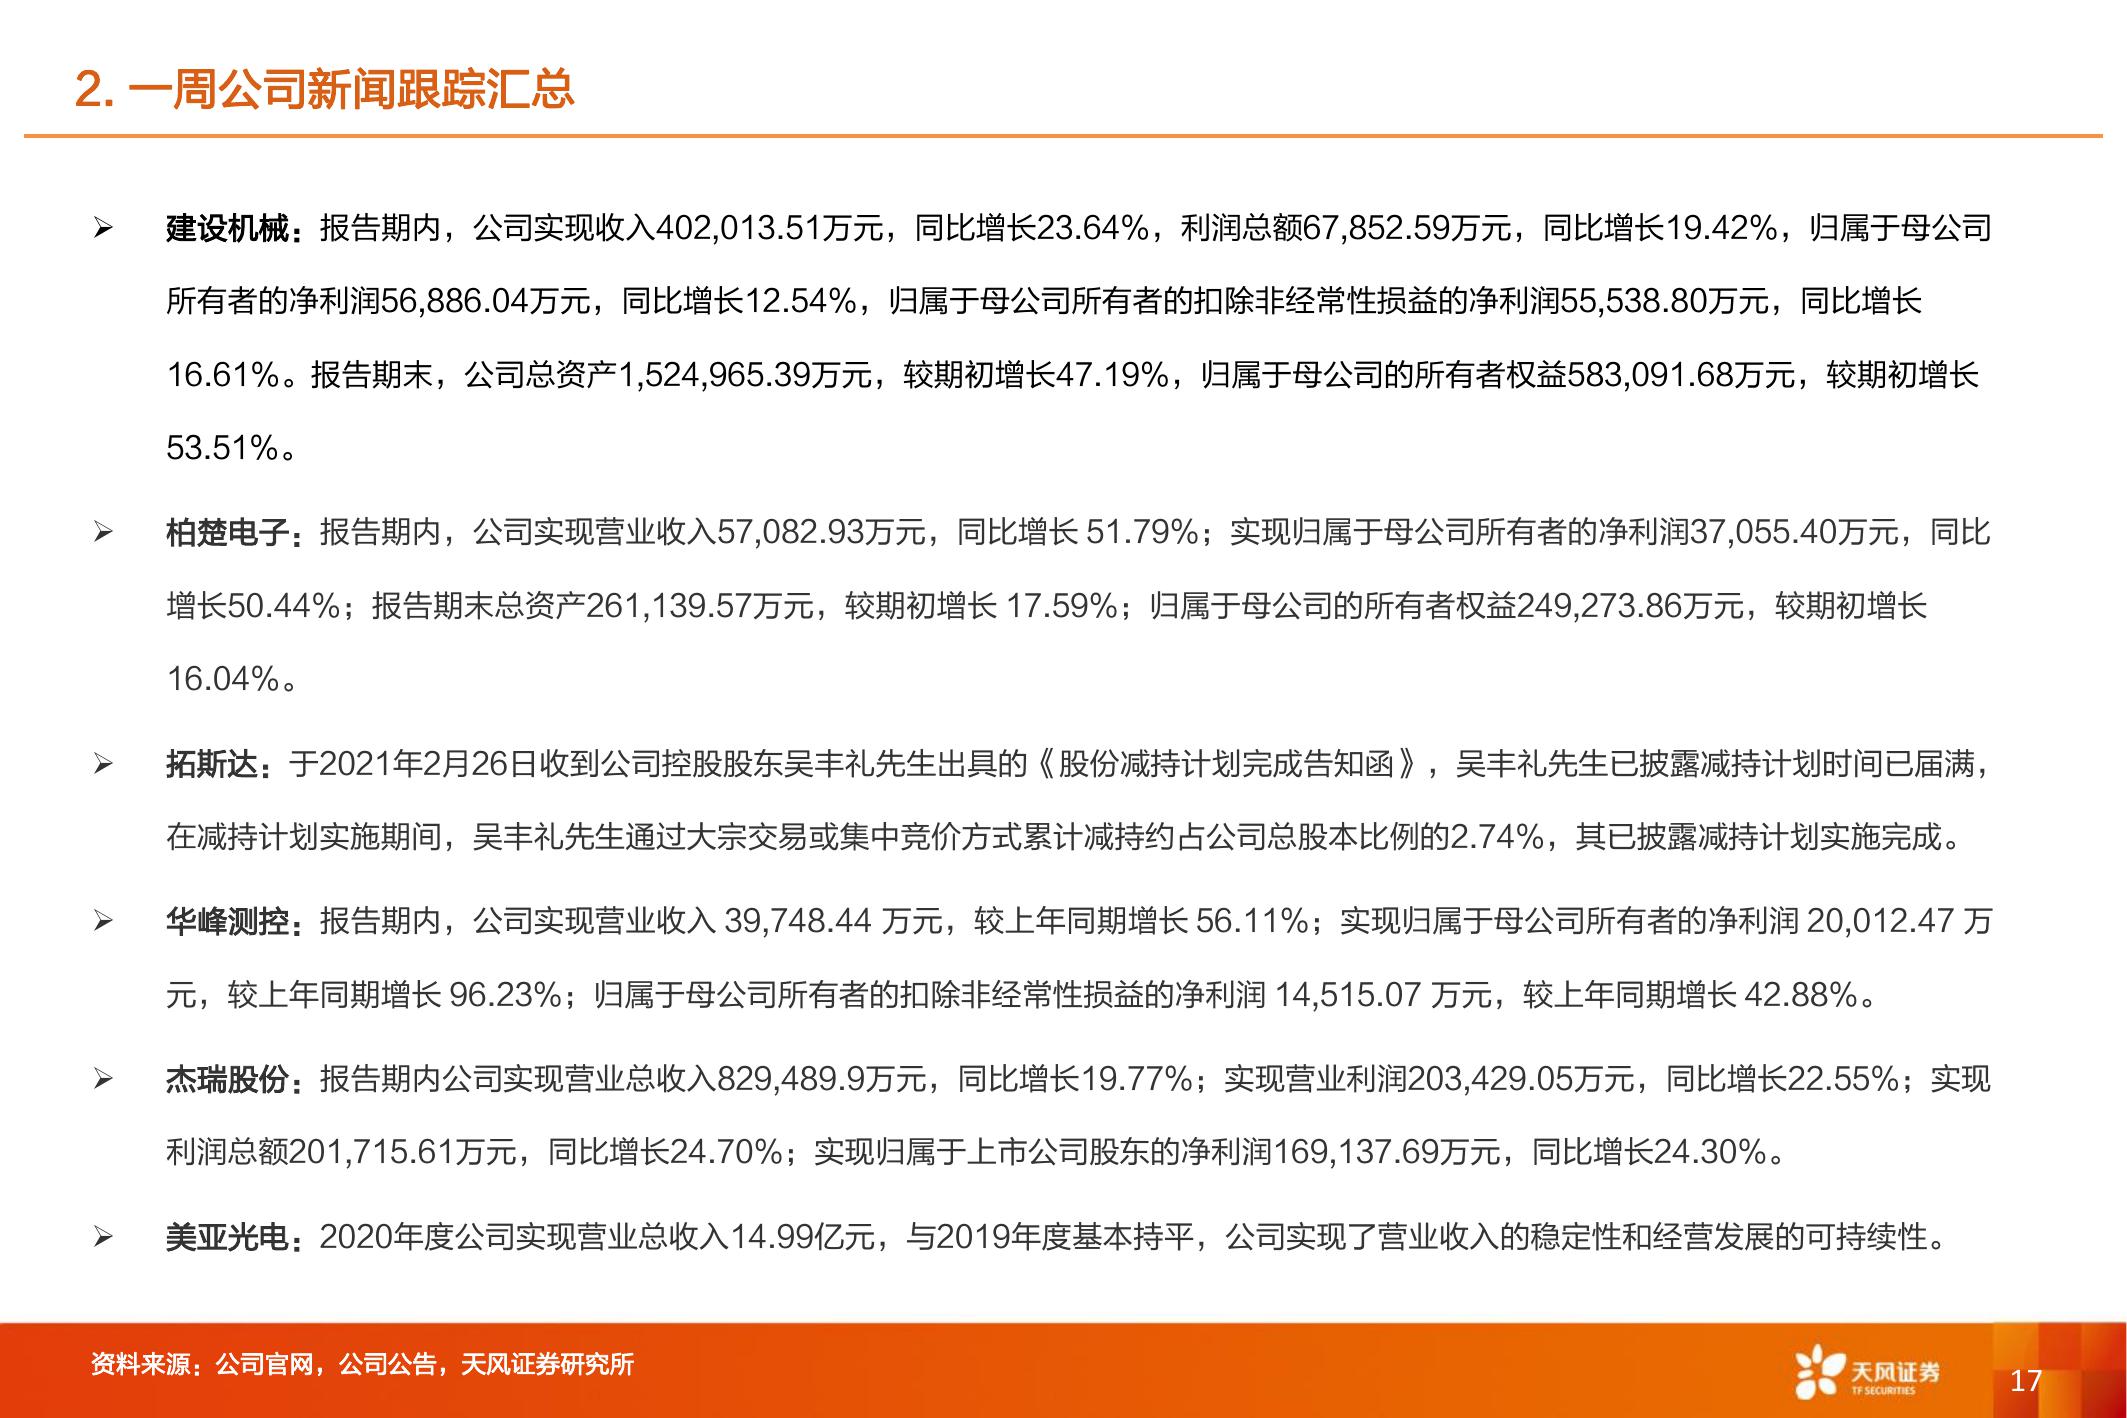 2. 一周公司新闻跟踪汇总
➢ 建设机械：报告期内，公司实现收入402,013.51万元，同比增长23.64%，利润总额67,852.59万元，同比增长19.42%，归属于母公司
所有者的净利润56,886.04万元，同比增长12.54%，归属于母公司所有者的扣除非经常性损益的净利润55,538.80万元，同比增长
16.61%。报告期末，公司总资产1,524,965.39万元，较期初增长47.19%，归属于母公司的所有者权益583,091.68万元，较期初增长
53.51%。
➢ 柏楚电子：报告期内，公司实现营业收入57,082.93万元，同比增长 51.79%；实现归属于母公司所有者的净利润37,055.40万元，同比
增长50.44%；报告期末总资产261,139.57万元，较期初增长 17.59%；归属于母公司的所有者权益249,273.86万元，较期初增长
16.04%。
➢ 拓斯达：于2021年2月26日收到公司控股股东吴丰礼先生出具的《股份减持计划完成告知函》，吴丰礼先生已披露减持计划时间已届满，
在减持计划实施期间，吴丰礼先生通过大宗交易或集中竞价方式累计减持约占公司总股本比例的2.74%，其已披露减持计划实施完成。
➢ 华峰测控：报告期内，公司实现营业收入 39,748.44 万元，较上年同期增长 56.11%；实现归属于母公司所有者的净利润 20,012.47 万
元，较上年同期增长 96.23%；归属于母公司所有者的扣除非经常性损益的净利润 14,515.07 万元，较上年同期增长 42.88%。
➢ 杰瑞股份：报告期内公司实现营业总收入829,489.9万元，同比增长19.77%；实现营业利润203,429.05万元，同比增长22.55%；实现
利润总额201,715.61万元，同比增长24.70%；实现归属于上市公司股东的净利润169,137.69万元，同比增长24.30%。
➢ 美亚光电：2020年度公司实现营业总收入14.99亿元，与2019年度基本持平，公司实现了营业收入的稳定性和经营发展的可持续性。
资料来源：公司官网，公司公告，天风证券研究所
天风证券
TF SECURITIES
17